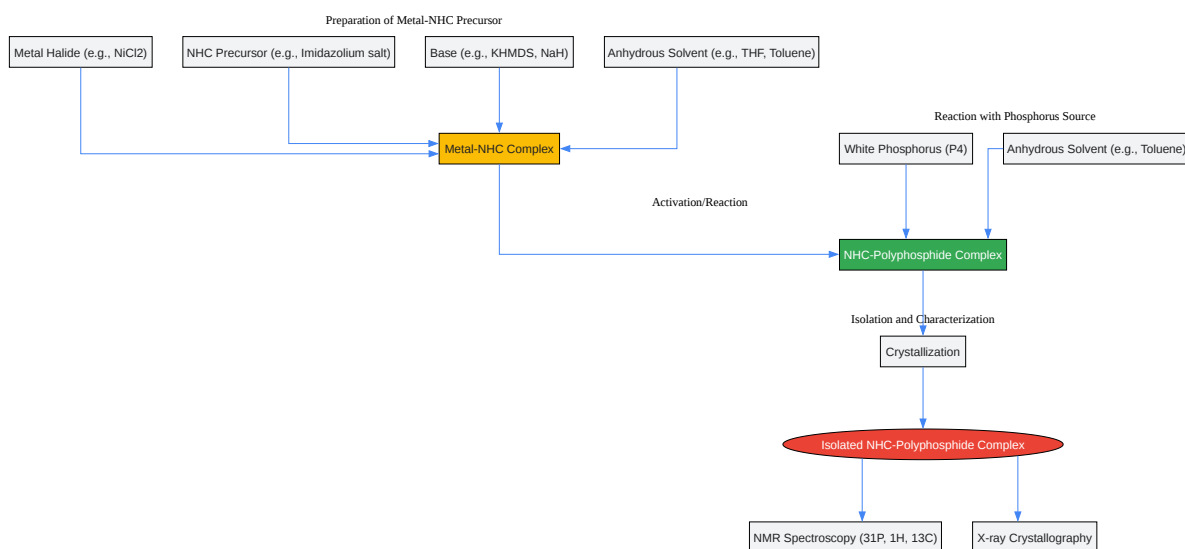 Preparation of Metal-NHC Precursor
Metal Halide (e.g., NiCl2)
NHC Precursor (e.g., Imidazolium salt)
Base (e.g., KHMDS, NaH)
Anhydrous Solvent (e.g., THF, Toluene)
Reaction with Phosphorus Source
Metal-NHC Complex
White Phosphorus (P4)
Anhydrous Solvent (e.g., Toluene)
Activation/Reaction
NHC-Polyphosphide Complex
Isolation and Characterization
Crystallization
Isolated NHC-Polyphosphide Complex
NMR Spectroscopy (31P, 1H, 13C)
X-ray Crystallography